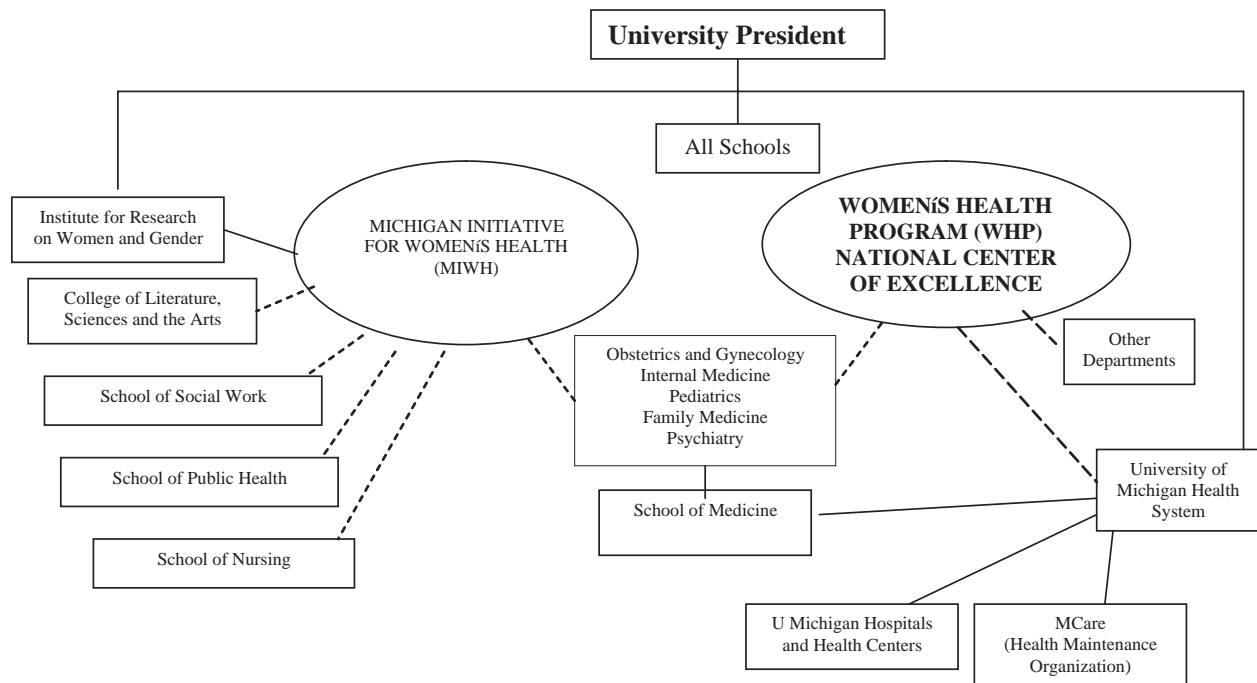 University President
All Schools
Institute for Research
on Women and Gender
MICHIGAN INITIATIVE
FOR WOMENíS HEALTH
(MIWH)
WOMENíS HEALTH
PROGRAM (WHP)
NATIONAL CENTER
OF EXCELLENCE
College of Literature,
Sciences and the Arts
Other
Departments
School of Social Work
Obstetrics and Gynecology
Internal Medicine
Pediatrics
Family Medicine
Psychiatry
School of Public Health
University of
Michigan Health
System
School of Medicine
School of Nursing
U Michigan Hospitals
and Health Centers
MCare
(Health Maintenance
Organization)